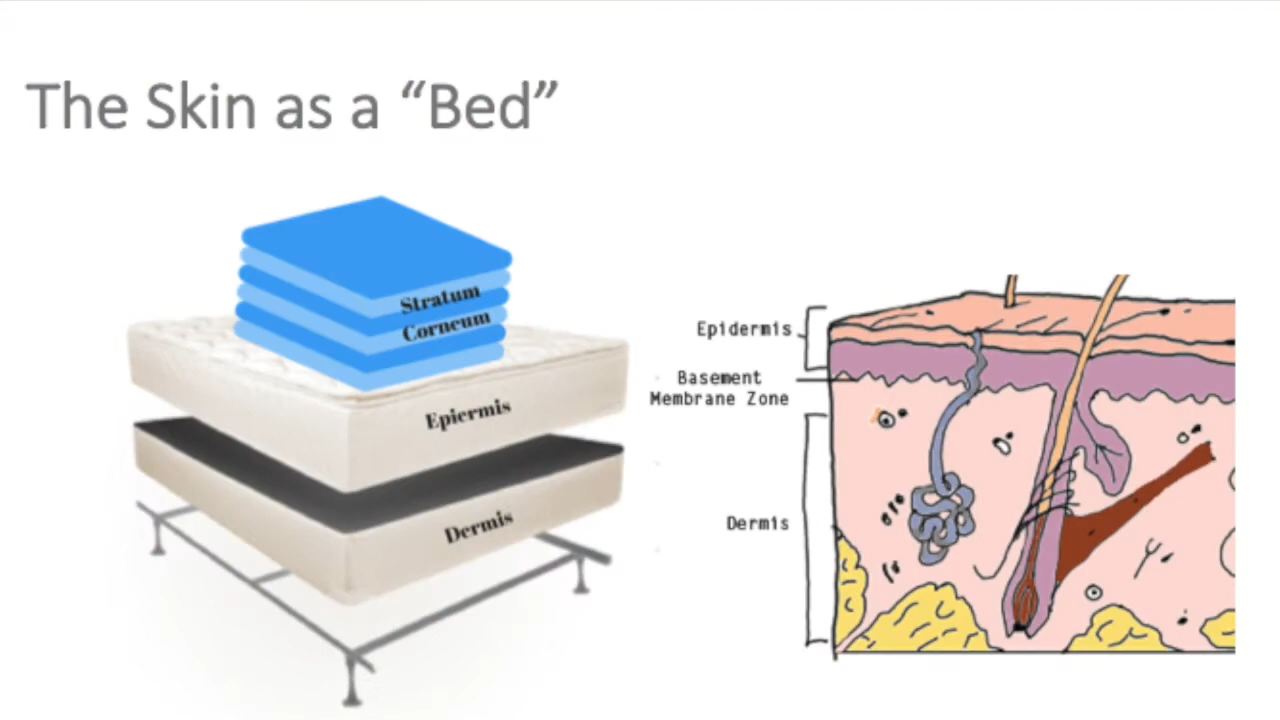 The Skin as a “Bed”
Stratum
Corneum
Epiermis
Dermis
Epidermis
Basement
Membrane Zone
Dermis